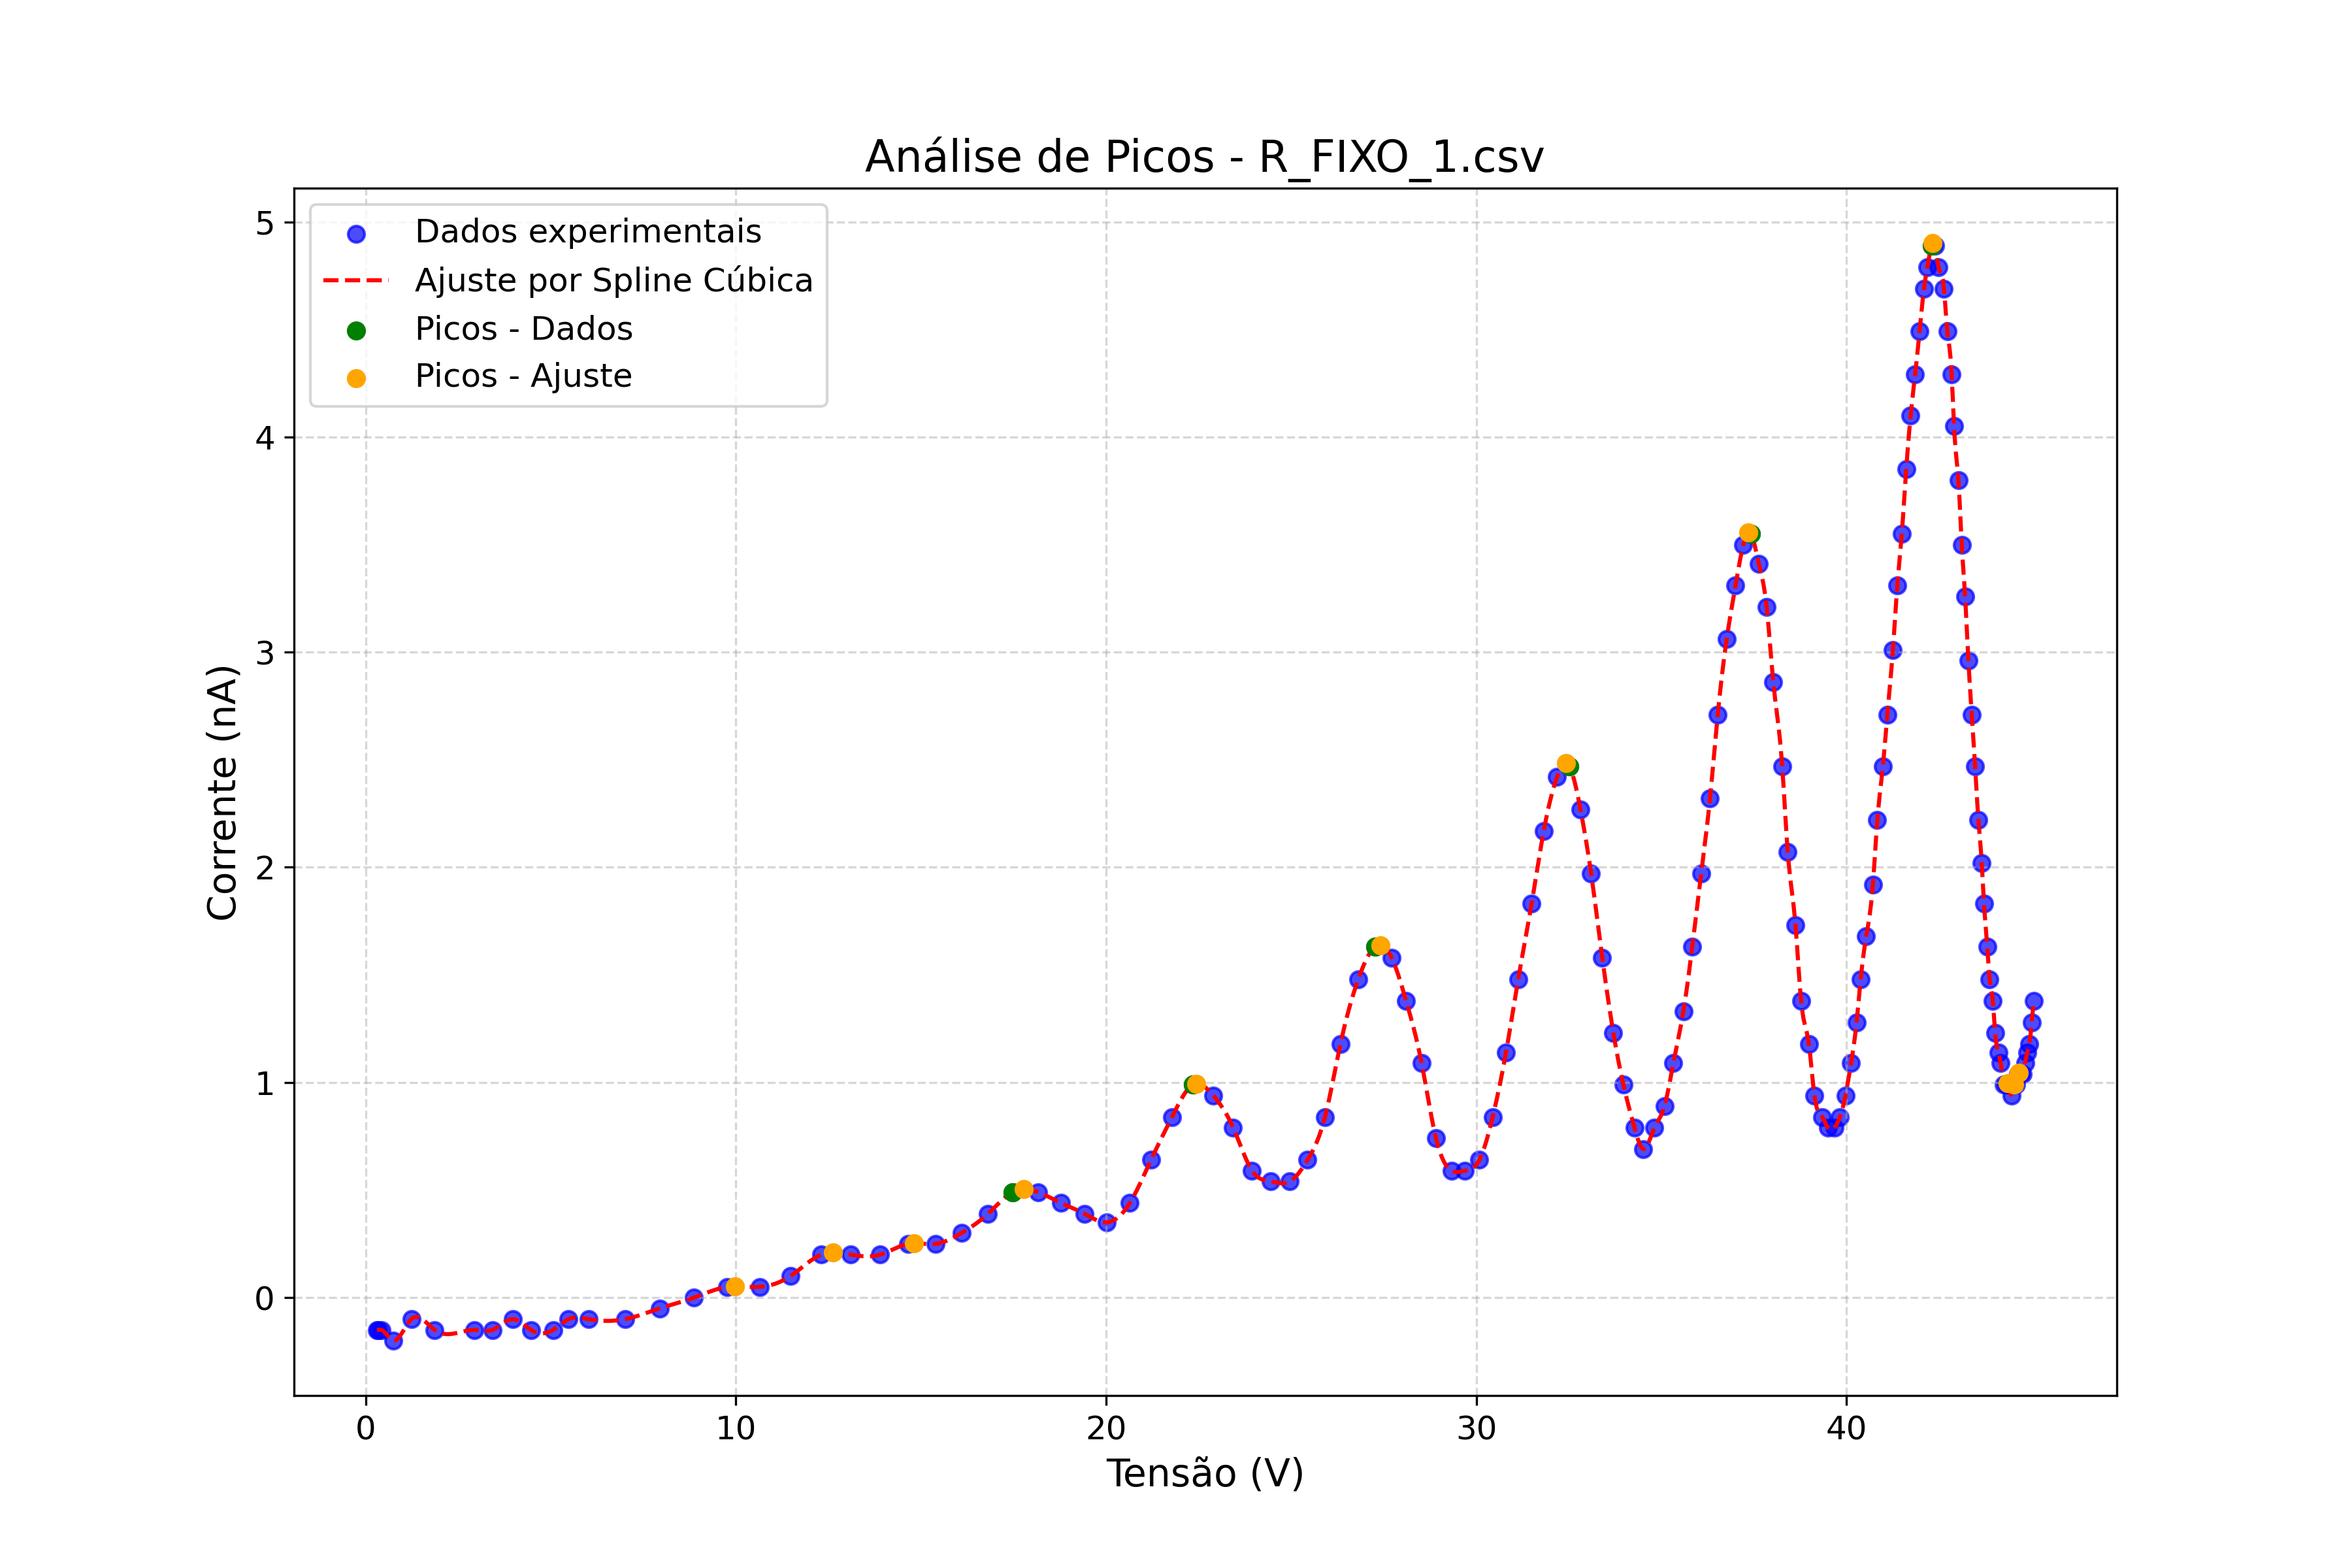 Análise de Picos - R_FIXO_1.csv
Dados experimentais
Ajuste por Spline Cúbica
Picos - Dados
Picos - Ajuste
5
4
3
2
1
0
Corrente (nA)
0 10 20 30 40
Tensão (V)